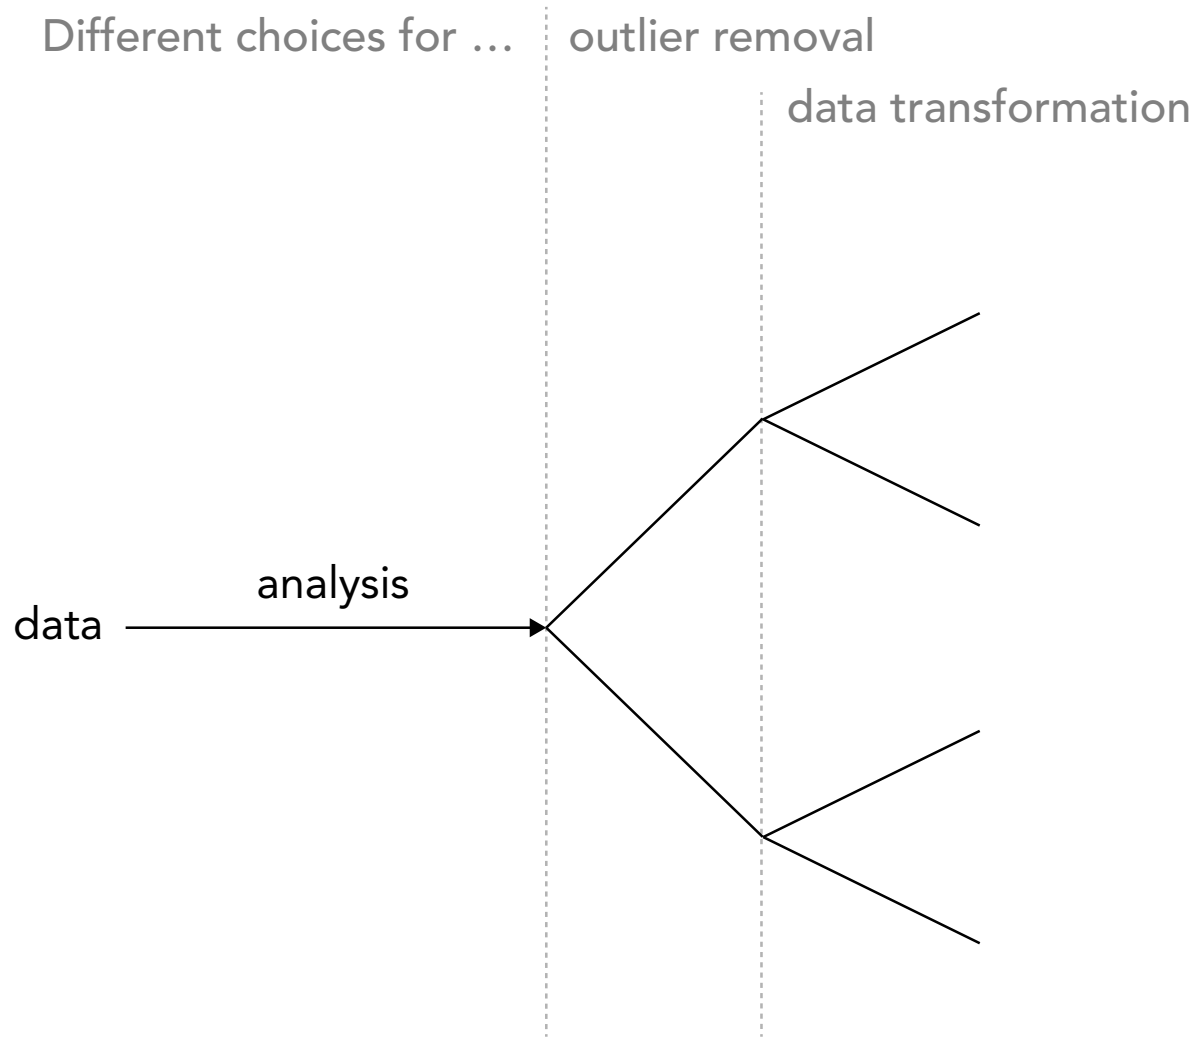 Different choices for …
outlier removal
data transformation
analysis
data